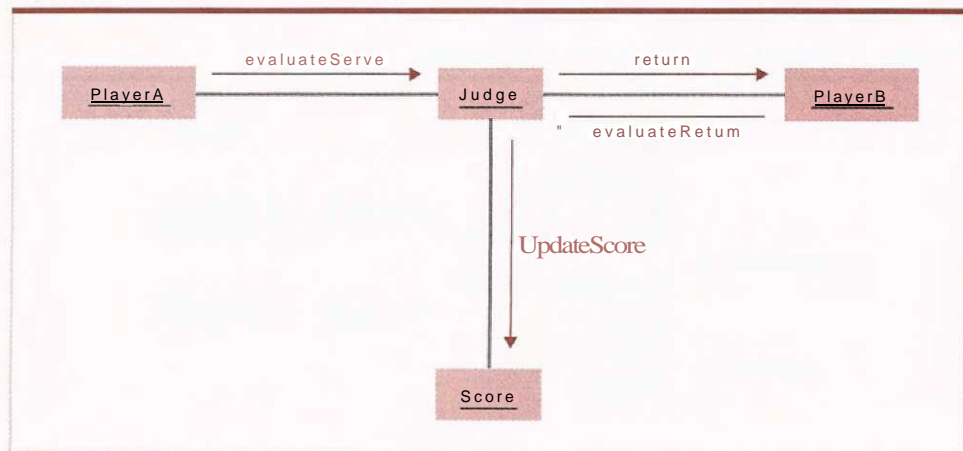 evaluateServe
return
PlayerA
Judge
PlayerB
" evaluateRetum
UpdateScore
Score